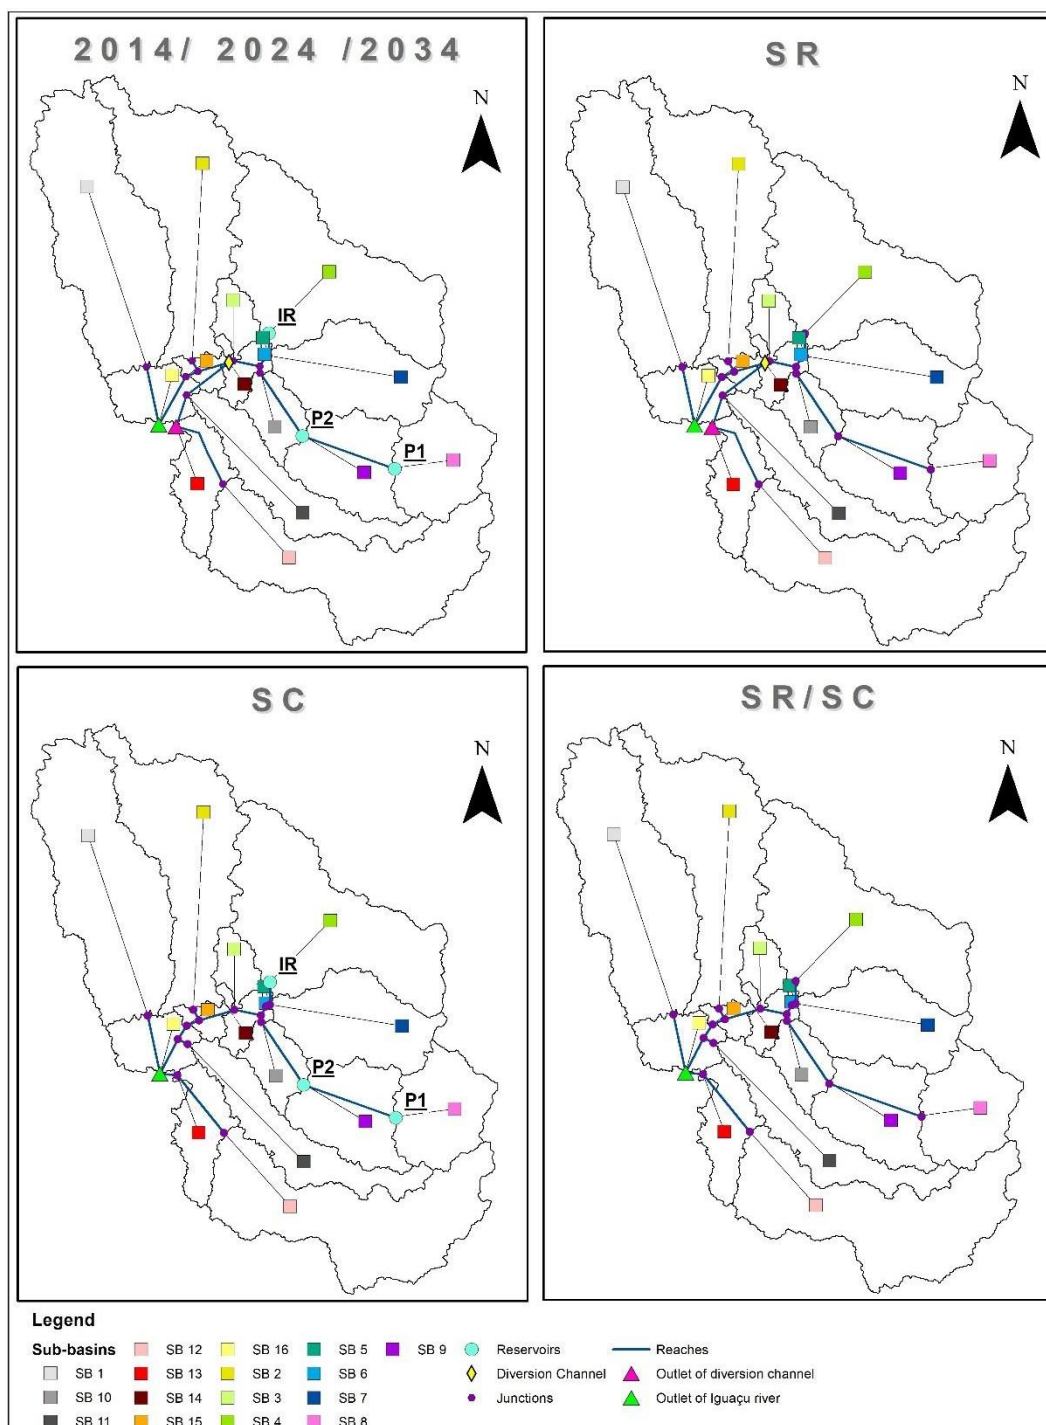 2014/ 2024 /2034
N
IR
P2
P1
SR
N
SC
N
IR
P2
P1
SR/SC
N
Legend
Sub-basins
SB 1
SB 10
SB 11
SB 12
SB 13
SB 14
SB 15
SB 16
SB 2
SB 3
SB 4
SB 5
SB 6
SB 7
SB 8
SB 9
Reservoirs
Diversion Channel
Junctions
Reaches
Outlet of diversion channel
Outlet of Iguaçu river